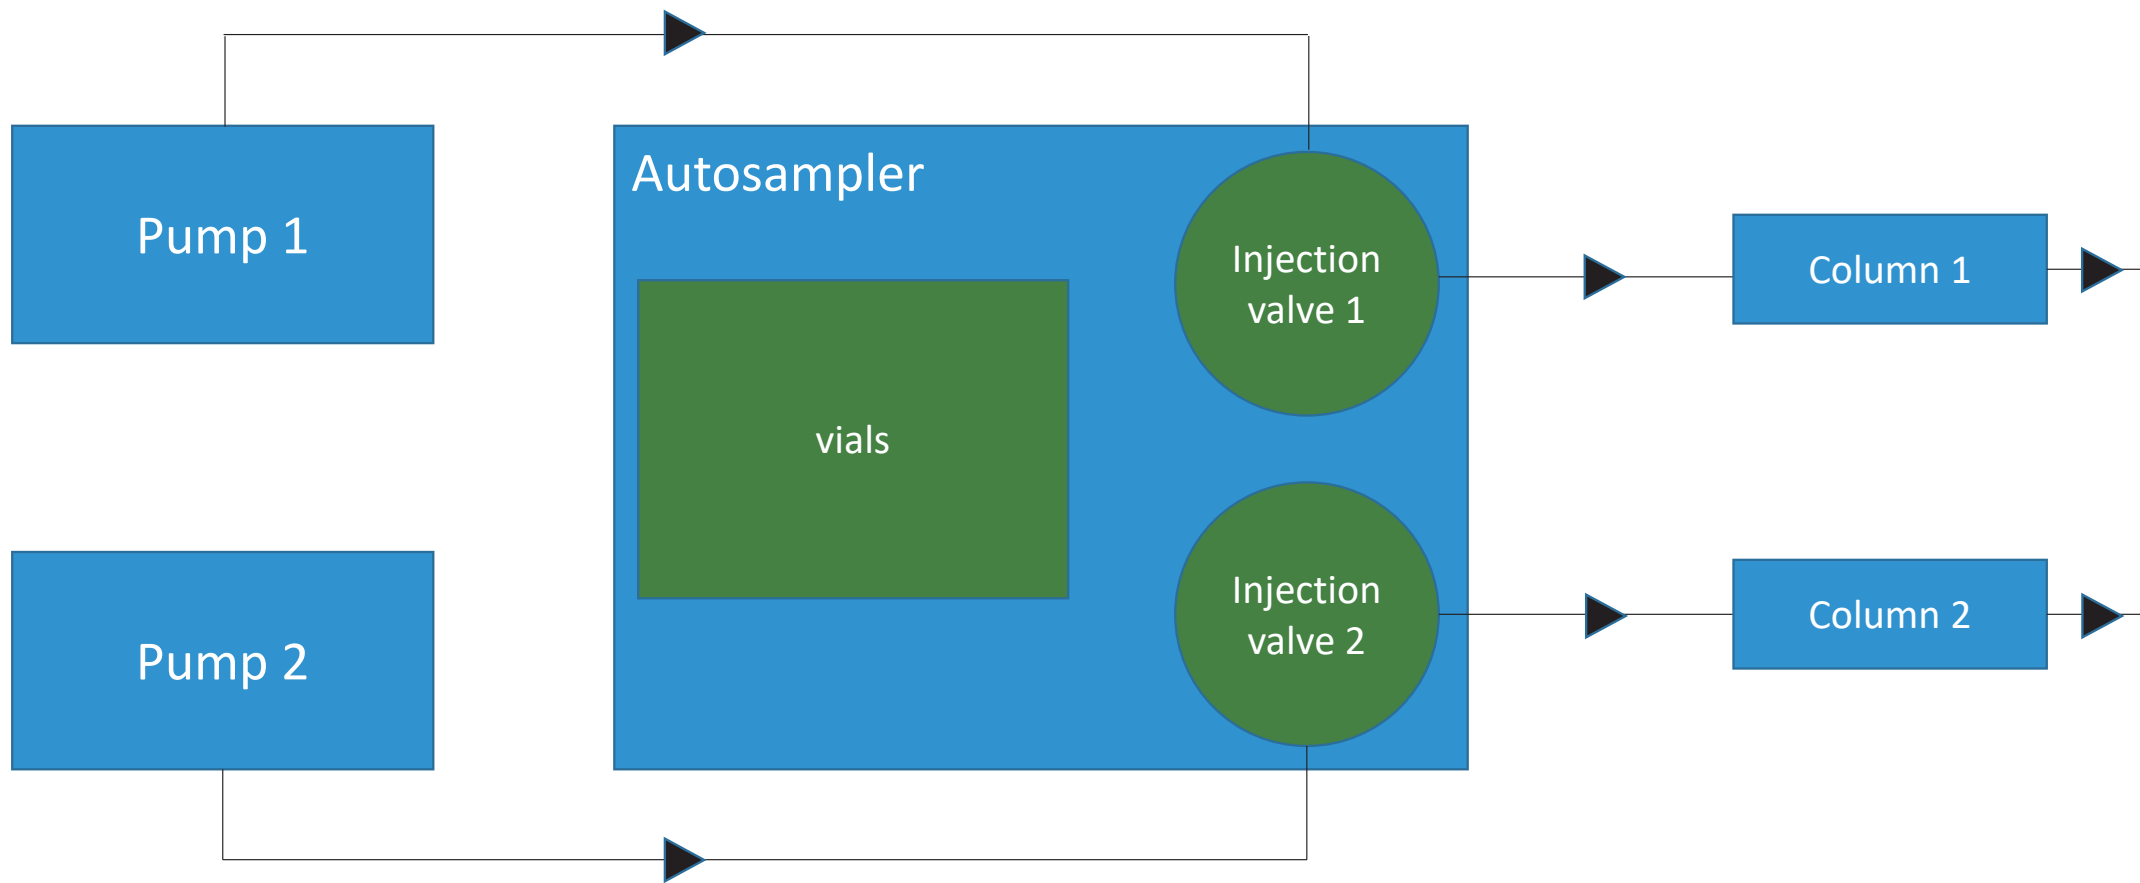 Pump 1
Autosampler
Injection
valve 1
Column 1
vials
Pump 2
Injection
valve 2
Column 2